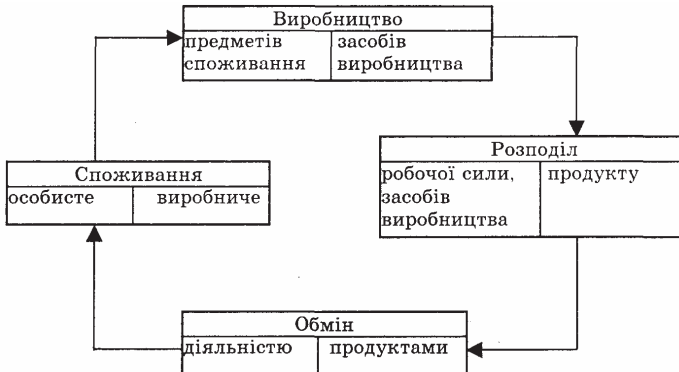 Виробництво
предметів засобів
споживання виробництва
Розподіл
робочої сили, продукту
засобів
виробництва
Споживання
особисте виробниче
Обмін
діяльністю продуктами